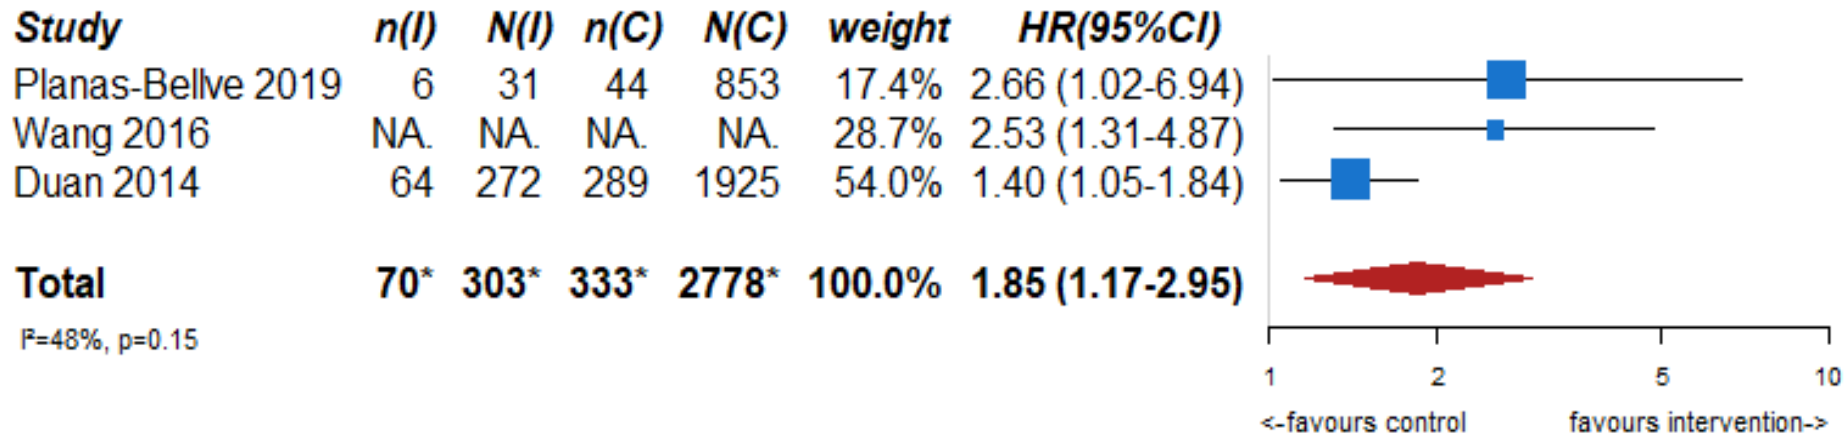 Study n(I) N(I) n(C) N(C) weight HR(95%CI)
Planas-Bellve 2019 6 31 44 853 17.4% 2.66 (1.02-6.94)
Wang 2016 NA. NA. NA. NA. 28.7% 2.53 (1.31-4.87)
Duan 2014 64 272 289 1925 54.0% 1.40 (1.05-1.84)
Total 70* 303* 333* 2778* 100.0% 1.85 (1.17-2.95)
I²=48%, p=0.15
1 2 5 10
<-favours control favours intervention->